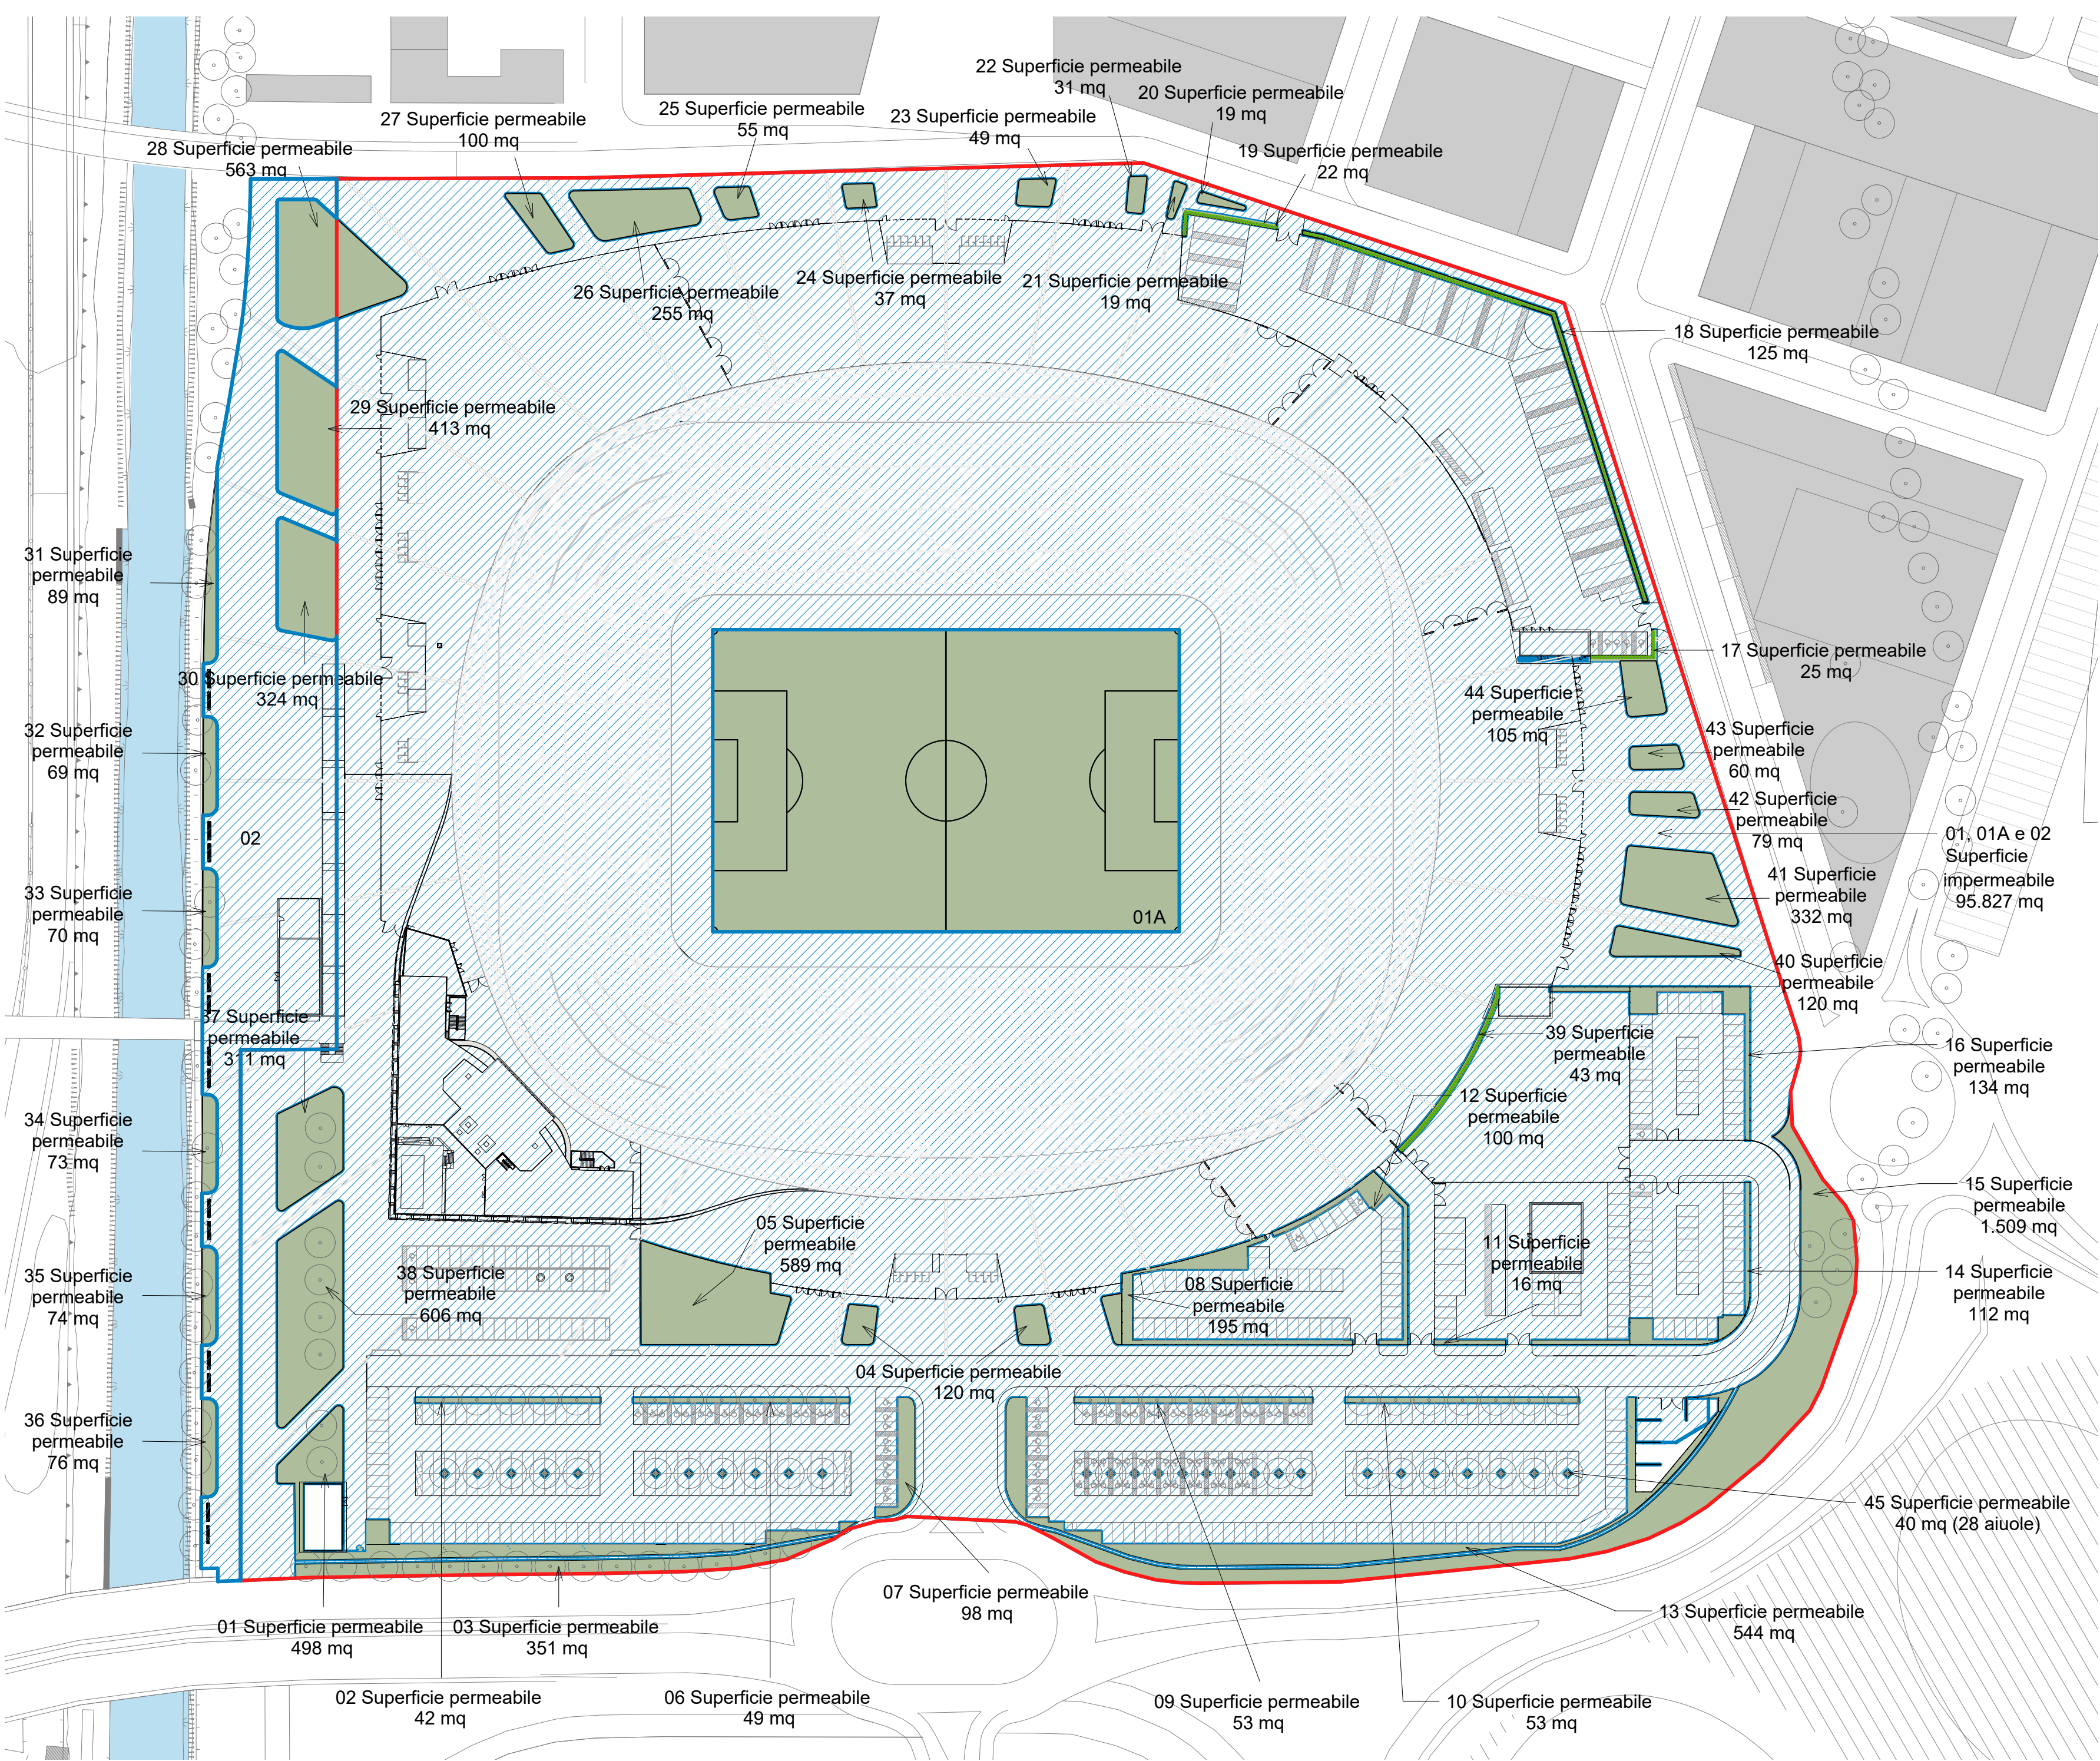 22 Superficie permeabile
31 mq
20 Superficie permeabile
19 mq
25 Superficie permeabile
55 mq
23 Superficie permeabile
49 mq
27 Superficie permeabile
100 mq
28 Superficie permeabile
563 mq
19 Superficie permeabile
22 mq
24 Superficie permeabile
37 mq
21 Superficie permeabile
19 mq
26 Superficie permeabile
255 mq
18 Superficie permeabile
125 mq
29 Superficie permeabile
413 mq
31 Superficie
permeabile
89 mq
17 Superficie permeabile
25 mq
30 Superficie permeabile
324 mq
44 Superficie
permeabile
105 mq
32 Superficie
permeabile
69 mq
43 Superficie
permeabile
60 mq
42 Superficie
permeabile
79 mq
02
01, 01A e 02
Superficie
impermeabile
95.827 mq
33 Superficie
permeabile
70 mq
41 Superficie
permeabile
332 mq
01A
40 Superficie
permeabile
120 mq
37 Superficie
permeabile
311 mq
39 Superficie
permeabile
43 mq
16 Superficie
permeabile
134 mq
12 Superficie
permeabile
100 mq
34 Superficie
permeabile
73 mq
15 Superficie
permeabile
1.509 mq
05 Superficie
permeabile
589 mq
11 Superficie
permeabile
16 mq
35 Superficie
permeabile
74 mq
38 Superficie
permeabile
606 mq
08 Superficie
permeabile
195 mq
14 Superficie
permeabile
112 mq
04 Superficie permeabile
120 mq
36 Superficie
permeabile
76 mq
45 Superficie permeabile
40 mq (28 aiuole)
07 Superficie permeabile
98 mq
13 Superficie permeabile
544 mq
01 Superficie permeabile
498 mq
03 Superficie permeabile
351 mq
02 Superficie permeabile
42 mq
06 Superficie permeabile
49 mq
09 Superficie permeabile
53 mq
10 Superficie permeabile
53 mq